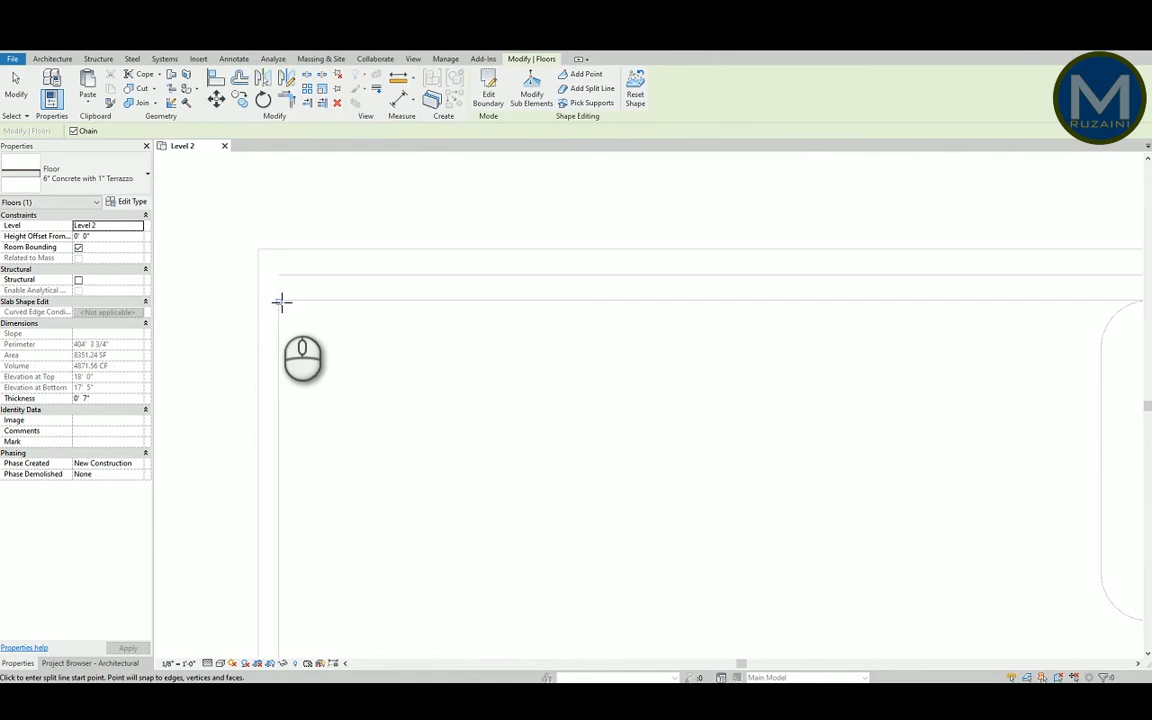 File Architecture Structure Steel Systems Insert Annotate Analyze Massing & Site Collaborate View Manage Add-Ins Modify | Floors
M
RUZAINI
Modify
Properties
Paste
Cope
Cut
Join
Edit
Boundary
Modify
Sub Elements
Add Point
Add Split Line
Pick Supports
Reset
Shape
Select Properties Clipboard Geometry Modify View Measure Create Mode Shape Editing
Modify | Floors Chain
Properties
Level 2
Floor
6" Concrete with 1" Terrazzo
Floors (1) Edit Type
Constraints
Level Level 2
Height Offset From... 0' 0"
Room Bounding
Related to Mass
Structural
Structural
Enable Analytical ...
Slab Shape Edit
Curved Edge Condi... <Not applicable>
Dimensions
Slope
Perimeter 404' 3 3/4"
Area 8351.24 SF
Volume 4871.56 CF
Elevation at Top 18' 0"
Elevation at Bottom 17' 5"
Thickness 0' 7"
Identity Data
Image
Comments
Mark
Phasing
Phase Created New Construction
Phase Demolished None
Properties help Apply
Properties Project Browser - Architectural
1/8" = 1'-0"
Click to enter split line start point. Point will snap to edges, vertices and faces.
:0
Main Model
:0